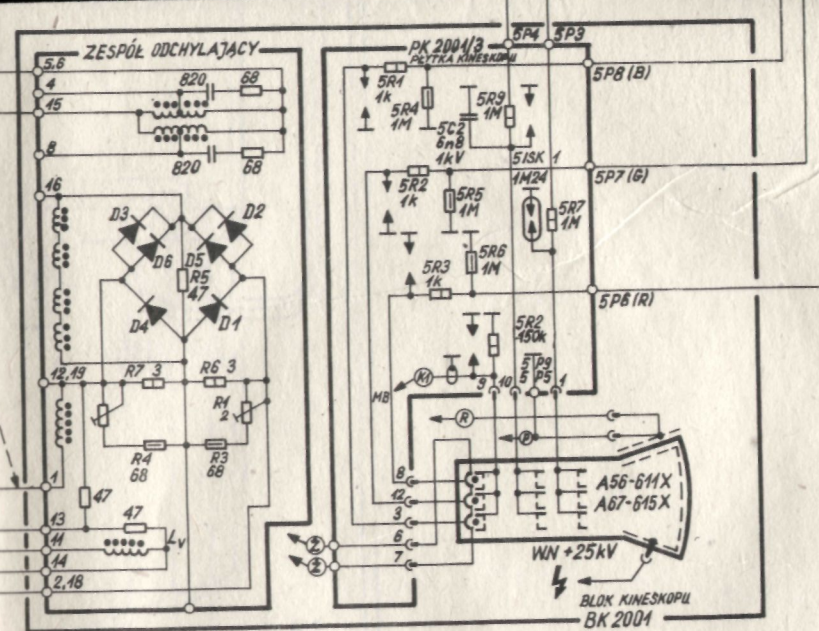 ZESPÓŁ ODCHYLAJĄCY
5,6
4
820
68
15
8
820
68
16
D3
D2
D6
D5
R5
47
D4
D1
12,19
R7 3
R6 3
R1
2
R4
68
R3
68
1
47
13
47
11
Lv
14
2,18
PK 2001/3
PŁYTKA KINESKOPU
5P4
5P3
5P8 (B)
5R1
1k
5R4
1M
5C2
6n8
1kV
5R9
1M
5ISK 1
1M24
5P7(G)
5R2
1k
5R5
1M
5R7
1M
5R6
1M
5R3
1k
5P6(R)
5R2
150k
5 P9
5 P5
K1
MB
9
10
1
R
P
8
12
3
6
7
Ż
Ż
A56-611X
A67-615X
WN +25kV
BLOK KINESKOPU
BK 2001